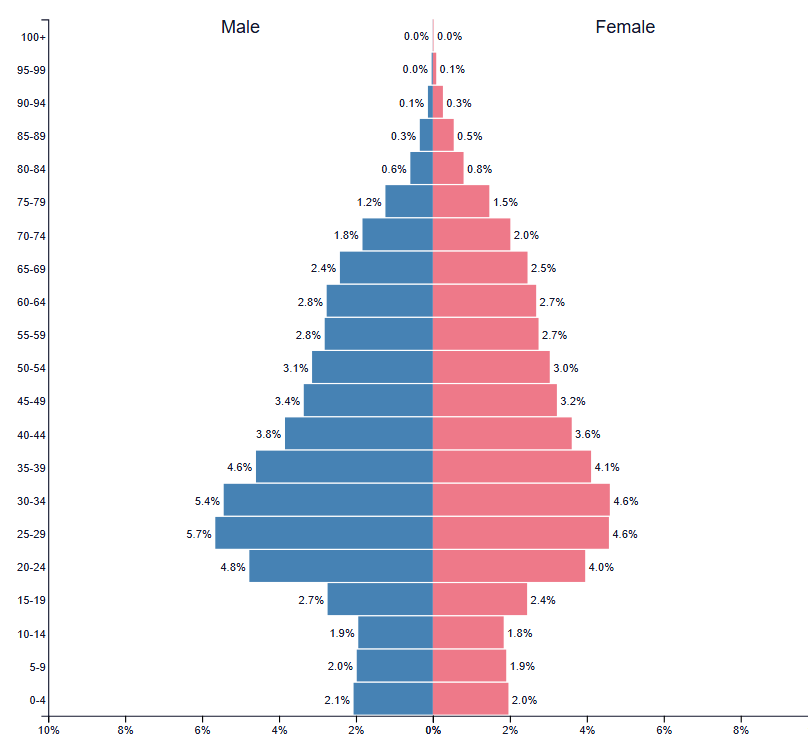 Male Female
100+ 0.0% 0.0%
95-99 0.0% 0.1%
90-94 0.1% 0.3%
85-89 0.3% 0.5%
80-84 0.6% 0.8%
75-79 1.2% 1.5%
70-74 1.8% 2.0%
65-69 2.4% 2.5%
60-64 2.8% 2.7%
55-59 2.8% 2.7%
50-54 3.1% 3.0%
45-49 3.4% 3.2%
40-44 3.8% 3.6%
35-39 4.6% 4.1%
30-34 5.4% 4.6%
25-29 5.7% 4.6%
20-24 4.8% 4.0%
15-19 2.7% 2.4%
10-14 1.9% 1.8%
5-9 2.0% 1.9%
0-4 2.1% 2.0%
10% 8% 6% 4% 2% 0% 2% 4% 6% 8%